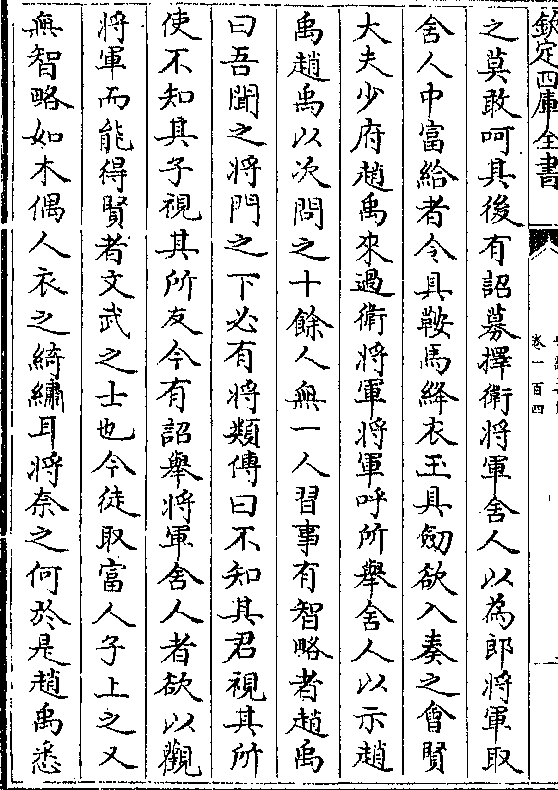 欽定四庫全書
卷一百四
之莫敢呵其後有詔募擇衛將軍舍人以為郎將軍取
舍人中富給者令具鞍馬絳衣玉具劒欲入奏之會賢
大夫少府趙禹來過衛將軍將軍呼所舉舍人以示趙
禹趙禹以次問之十餘人無一人習事有智略者趙禹
曰吾聞之將門之下必有將類傳曰不知其君視其所
使不知其子視其所友今有詔舉將軍舍人者欲以觀
將軍而能得賢者文武之士也今徒取富人子上之又
無智略如木偶人衣之綺繡耳將奈之何於是趙禹悉